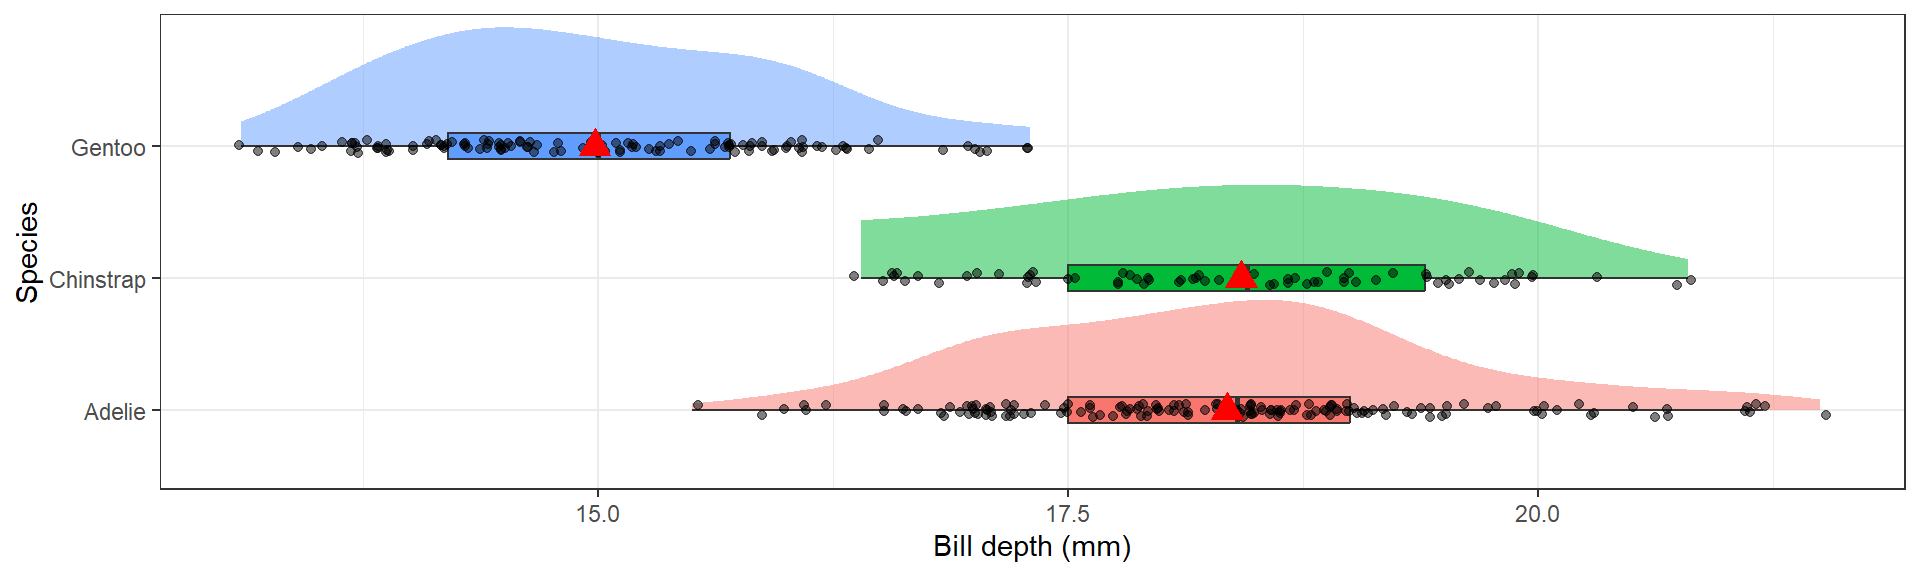 Species
Gentoo
Chinstrap
Adelie
15.0 17.5 20.0
Bill depth (mm)